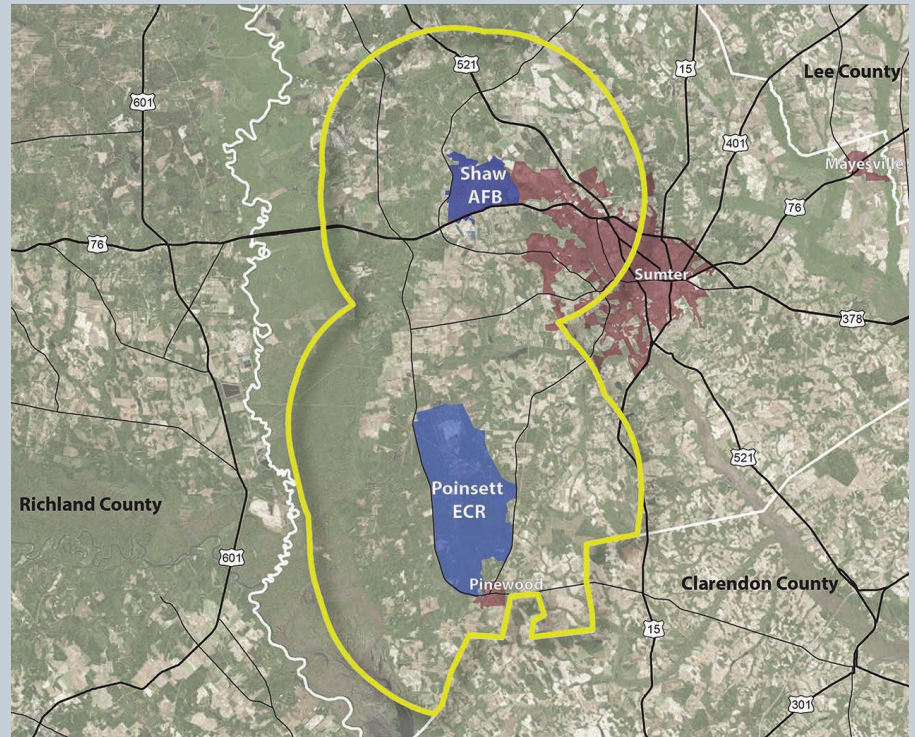 521
15
Lee County
601
401
Mayesville
Shaw
AFB
76
76
Sumter
378
521
Poinsett
ECR
Richland County
601
Pinewood
Clarendon County
15
301